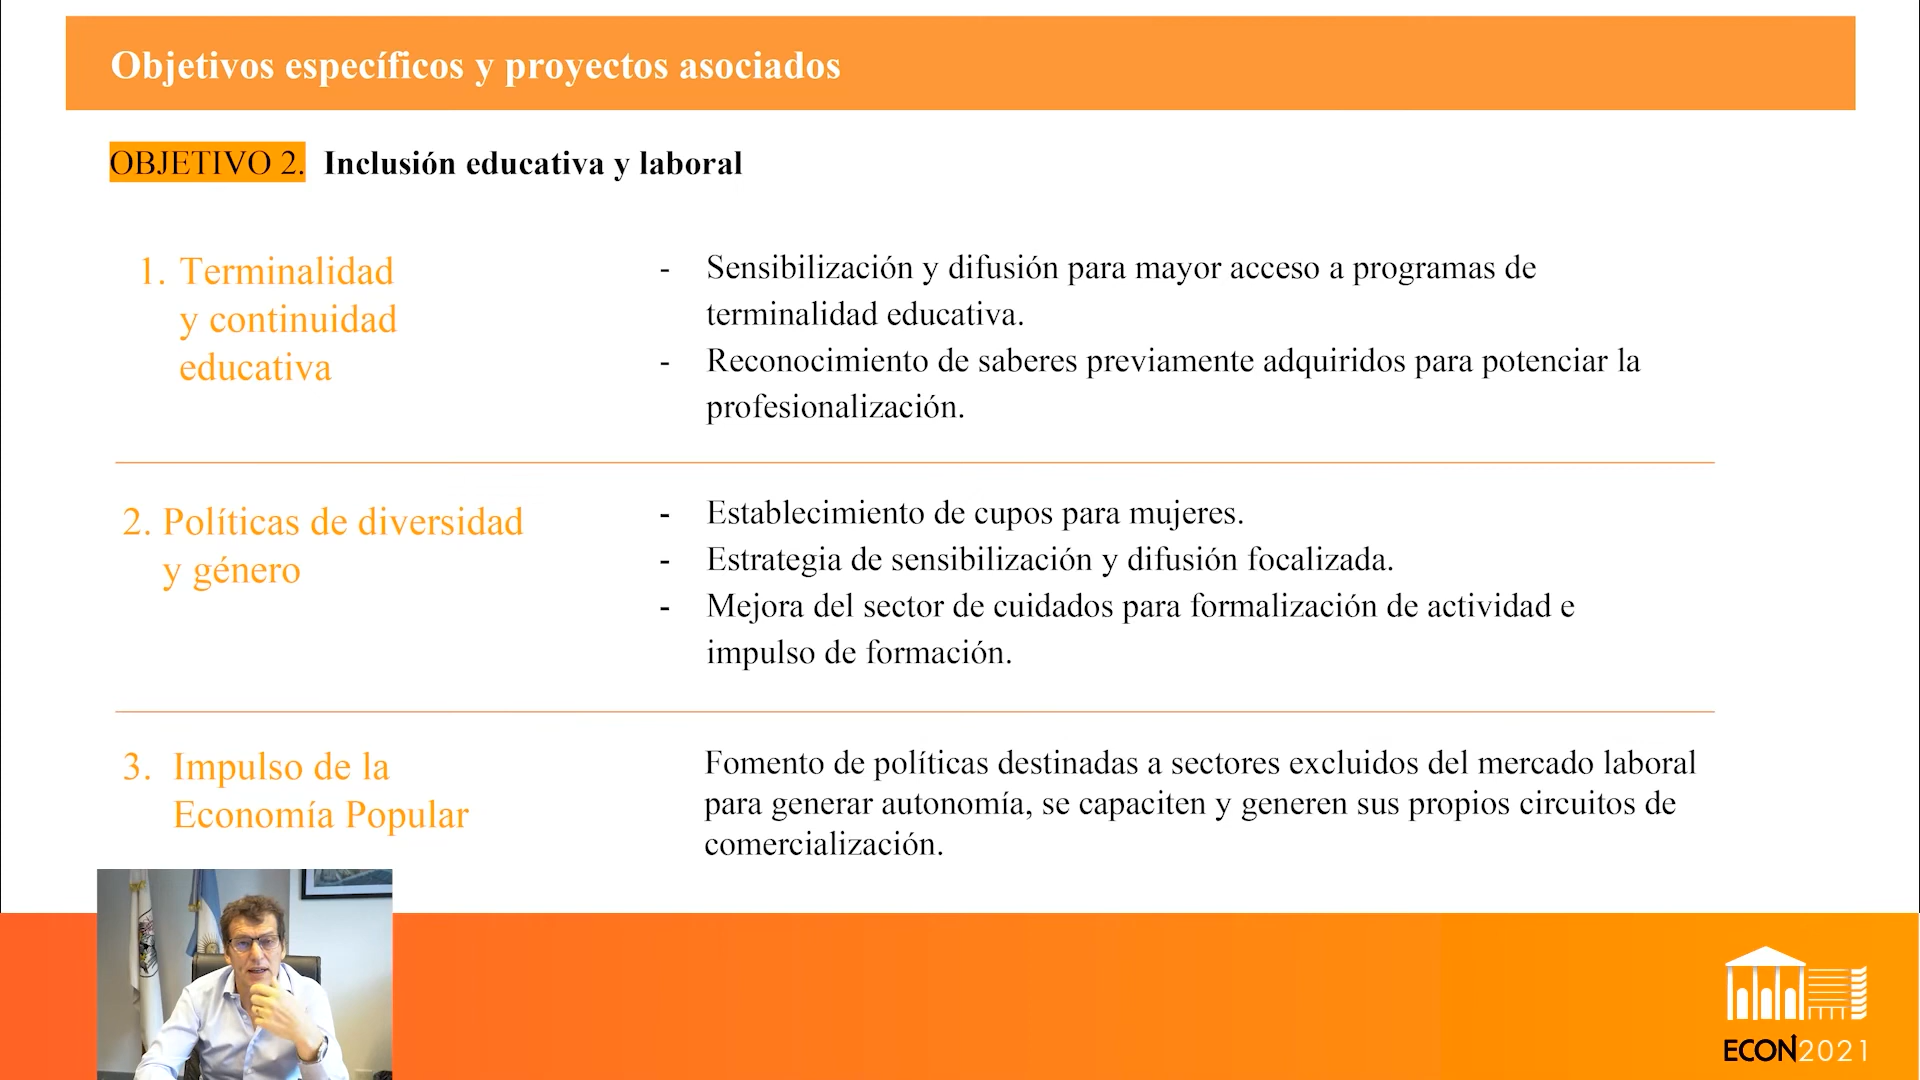 Objetivos específicos y proyectos asociados
OBJETIVO 2. Inclusión educativa y laboral
1. Terminalidad
y continuidad
educativa
- Sensibilización y difusión para mayor acceso a programas de
terminalidad educativa.
- Reconocimiento de saberes previamente adquiridos para potenciar la
profesionalización.
2. Políticas de diversidad
y género
- Establecimiento de cupos para mujeres.
- Estrategia de sensibilización y difusión focalizada.
- Mejora del sector de cuidados para formalización de actividad e
impulso de formación.
3. Impulso de la
Economía Popular
Fomento de políticas destinadas a sectores excluidos del mercado laboral
para generar autonomía, se capaciten y generen sus propios circuitos de
comercialización.
ECON2021